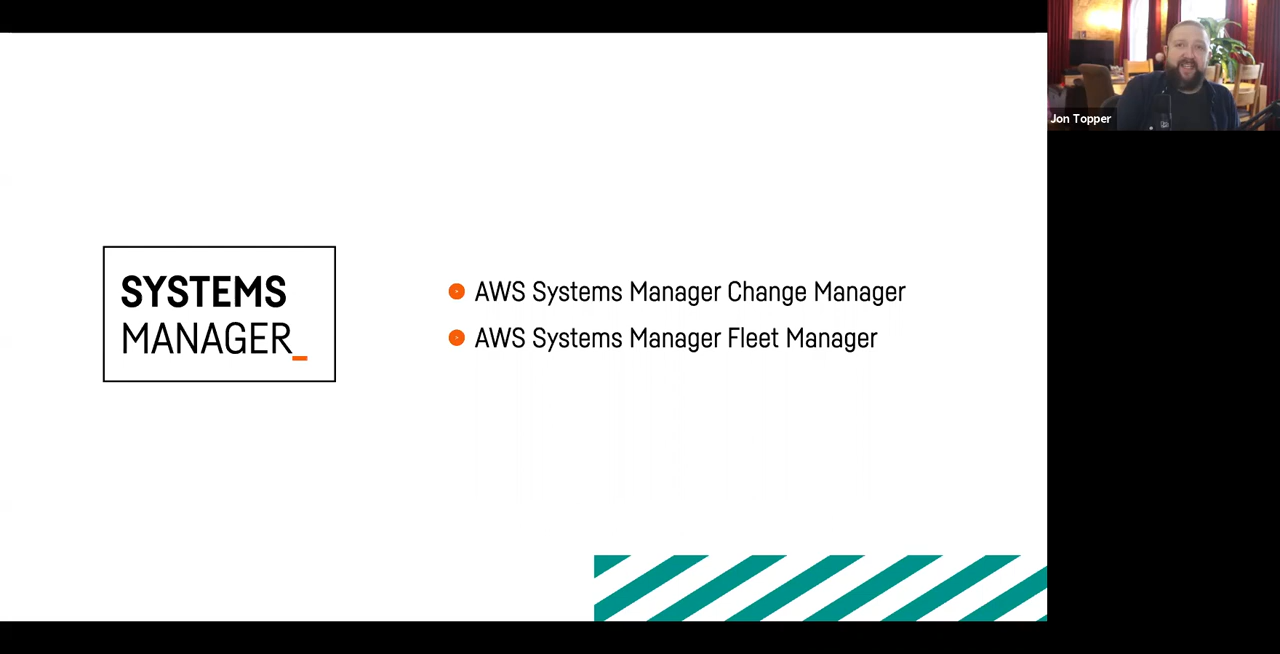 SYSTEMS
MANAGER_
AWS Systems Manager Change Manager
AWS Systems Manager Fleet Manager
Jon Topper